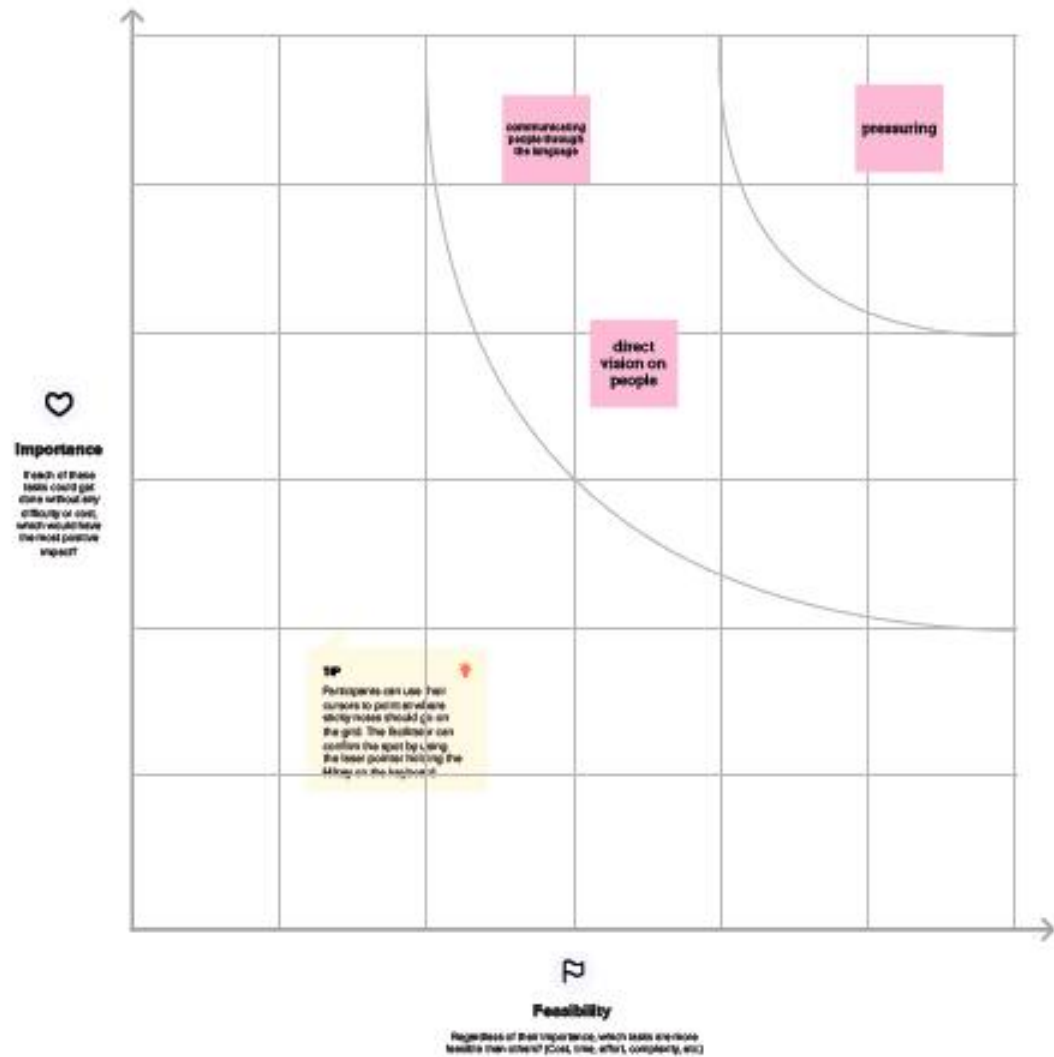 communicating
people through
the language
pressuring
direct
vision on
people
Importance
If each of these
tasks could get
done without any
difficulty or cost,
which would have
the most positive
impact?
TIP
Participants can use their
cursors to point at where
sticky notes should go on
the grid. The facilitator can
confirm the spot by using
the laser pointer holding the
H key on the keyboard.
Feasibility
Regardless of their importance, which tasks are more
feasible than others? (Cost, time, effort, complexity, etc.)